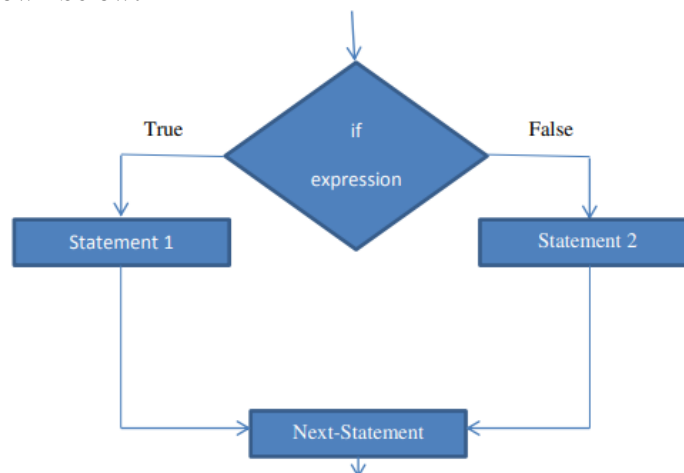 if
True
False
expression
Statement 1
Statement 2
Next-Statement